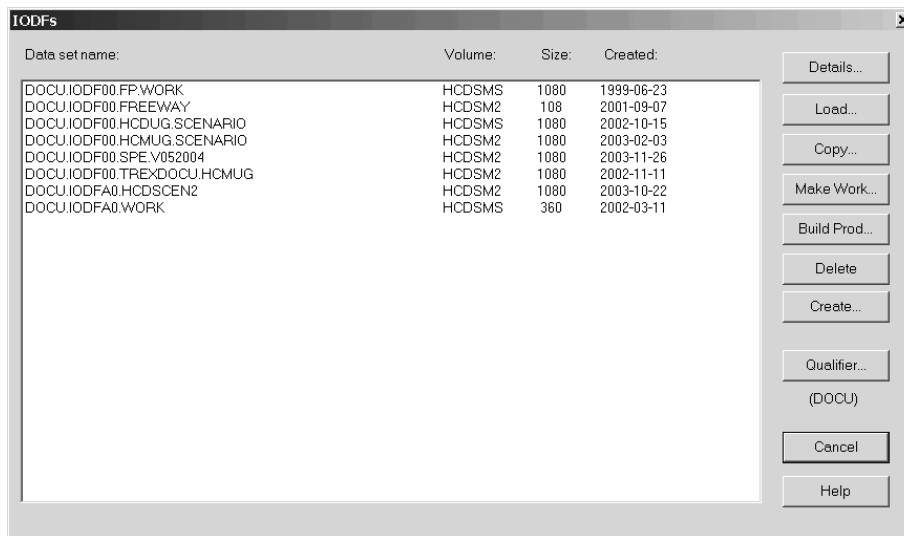 IODFs
Data set name: Volume: Size: Created:
DOCU.IODF00.FP.WORK HCDSMS 1080 1999-06-23
DOCU.IODF00.FREEWAY HCDSM2 108 2001-09-07
DOCU.IODF00.HCDUG.SCENARIO HCDSMS 1080 2002-10-15
DOCU.IODF00.HCMUG.SCENARIO HCDSM2 1080 2003-02-03
DOCU.IODF00.SPE.V052004 HCDSM2 1080 2003-11-26
DOCU.IODF00.TREXDOCU.HCMUG HCDSM2 1080 2002-11-11
DOCU.IODFA0.HCDSCEN2 HCDSM2 1080 2003-10-22
DOCU.IODFA0.WORK HCDSMS 360 2002-03-11
Details...
Load...
Copy...
Make Work...
Build Prod...
Delete
Create...
Qualifier...
(DOCU)
Cancel
Help